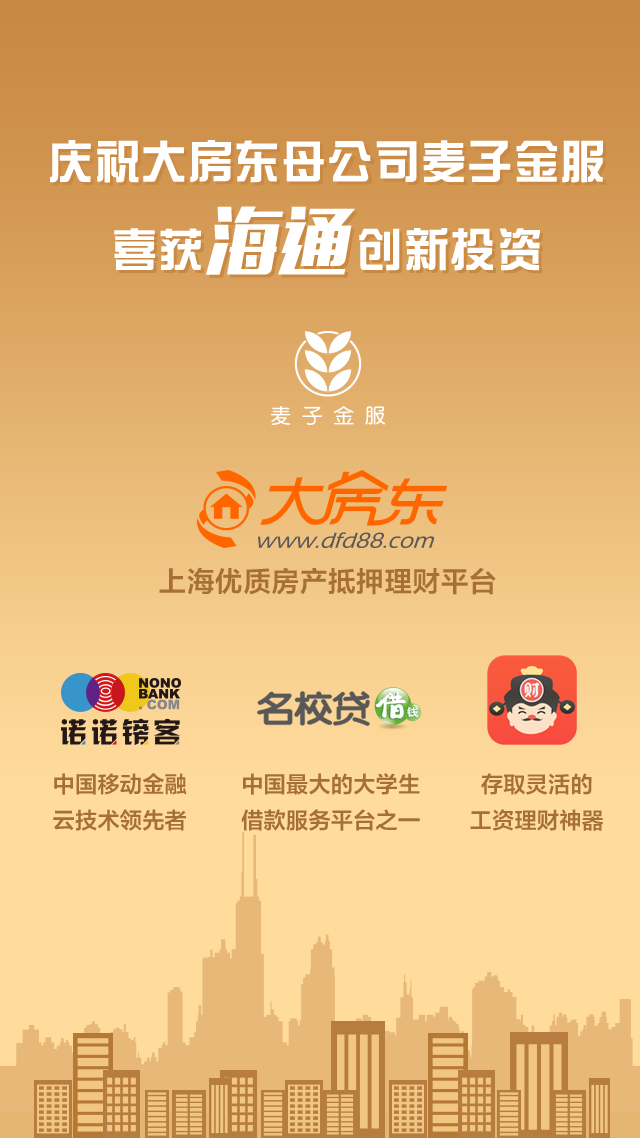 庆祝大房东母公司麦子金服
喜获海通创新投资
麦子金服
大房东
www.dfd88.com
上海优质房产抵押理财平台
NONO
BANK
.COM
诺诺镑客
名校贷 借钱
财
中国移动金融
云技术领先者
中国最大的大学生
借款服务平台之一
存取灵活的
工资理财神器